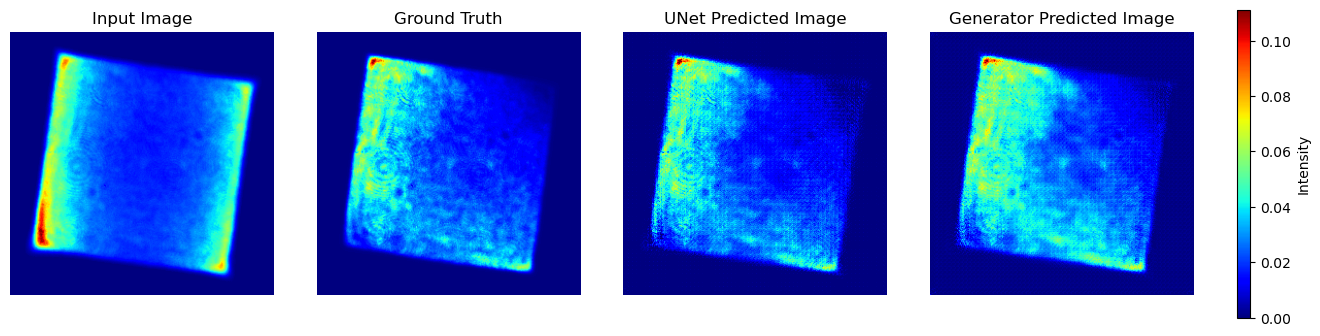 Input Image
Ground Truth
UNet Predicted Image
Generator Predicted Image
0.10
0.08
0.06
0.04
0.02
0.00
Intensity